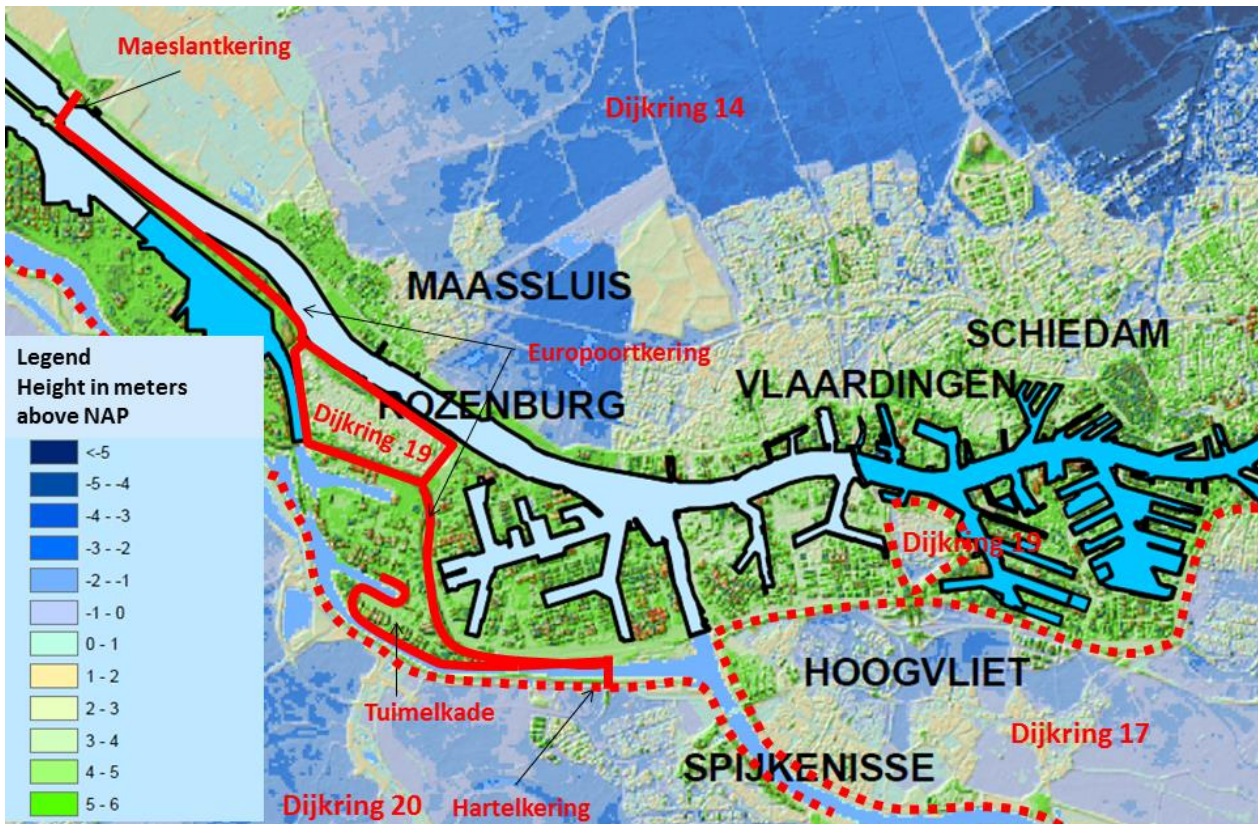 Maeslantkering
Dijkring 14
MAASSLUIS
SCHIEDAM
Europoortkering
VLAARDINGEN
ROZENBURG
Dijkring 19
Dijkring 19
HOOGVLIET
Tuimelkade
Dijkring 17
SPIJKENISSE
Dijkring 20
Hartelkering
Legend
Height in meters
above NAP
<-5
-5 - -4
-4 - -3
-3 - -2
-2 - -1
-1 - 0
0 - 1
1 - 2
2 - 3
3 - 4
4 - 5
5 - 6